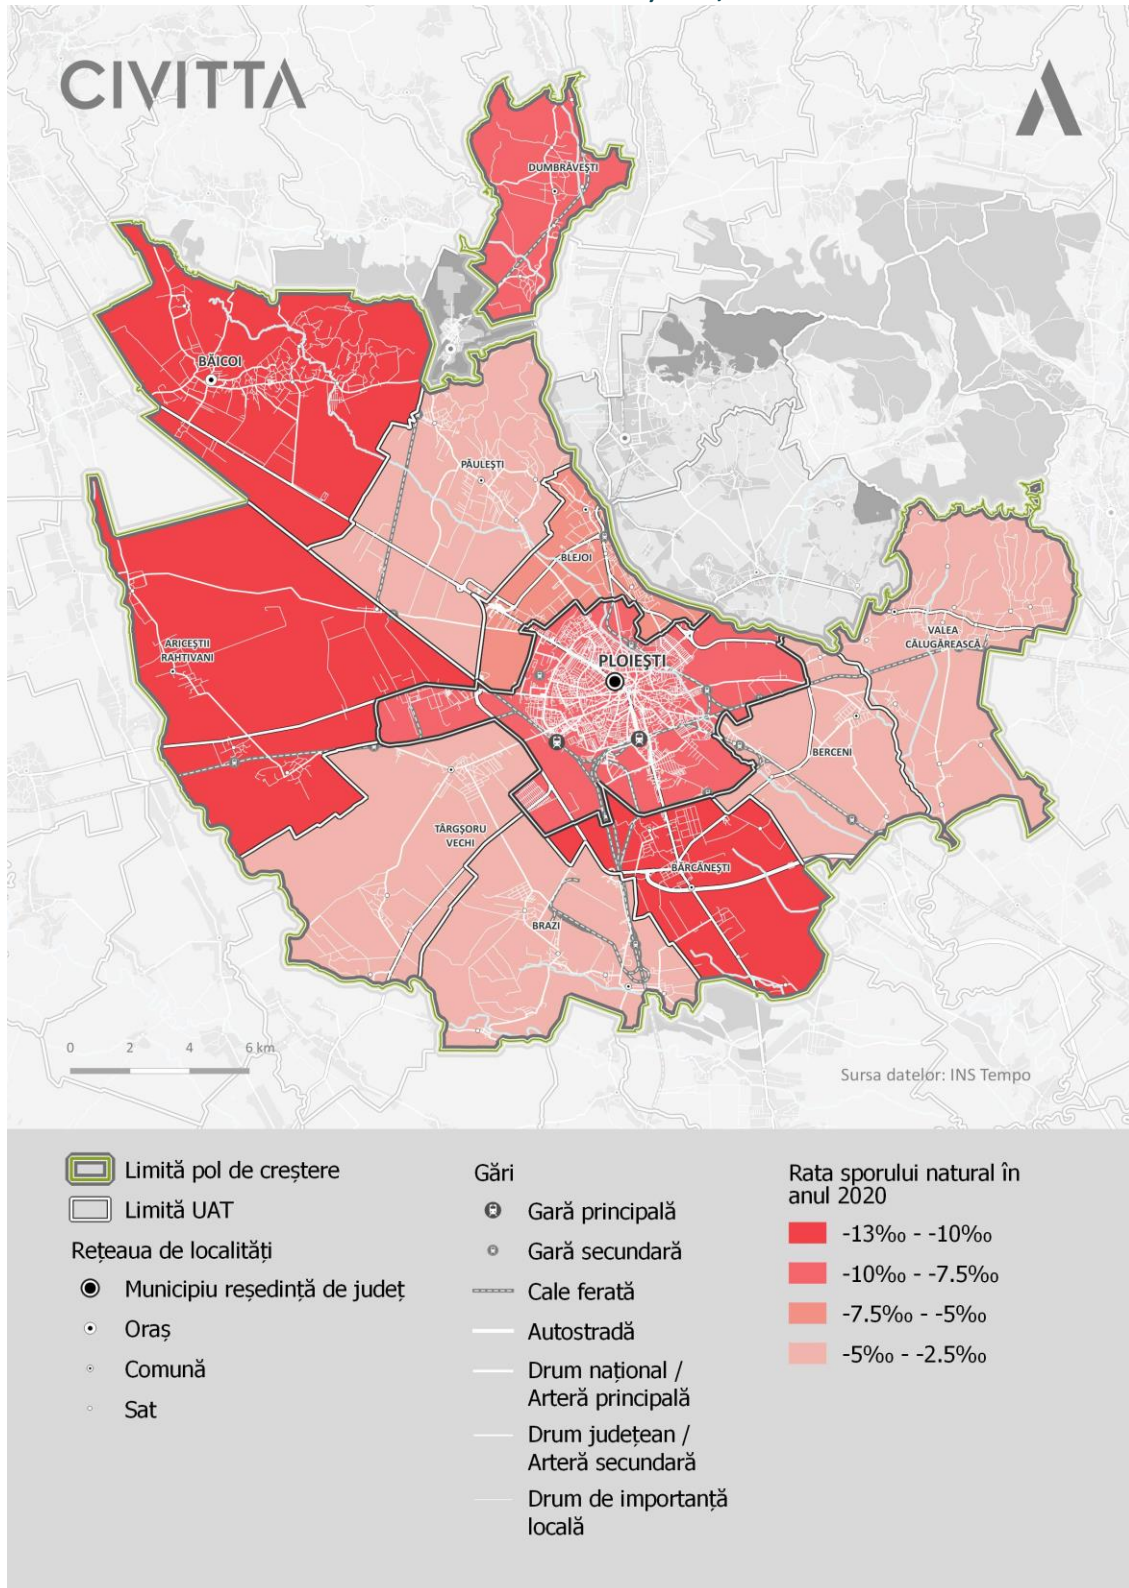 CIVITTA
DUMBRĂVEȘTI
BĂICOI
PĂULEȘTI
BLEJOI
ARICEȘTII
RAHTIVANI
VALEA
CĂLUGĂREASCĂ
PLOIEȘTI
BERCENI
TÂRGȘORU
VECHI
BĂRCĂNEȘTI
BRAZI
0 2 4 6 km
Sursa datelor: INS Tempo
Limită pol de creștere
Limită UAT
Rețeaua de localități
Municipiu reședință de județ
Oraș
Comună
Sat
Gări
Gară principală
Gară secundară
Cale ferată
Autostradă
Drum național /
Arteră principală
Drum județean /
Arteră secundară
Drum de importanță
locală
Rata sporului natural în
anul 2020
-13‰ - -10‰
-10‰ - -7.5‰
-7.5‰ - -5‰
-5‰ - -2.5‰